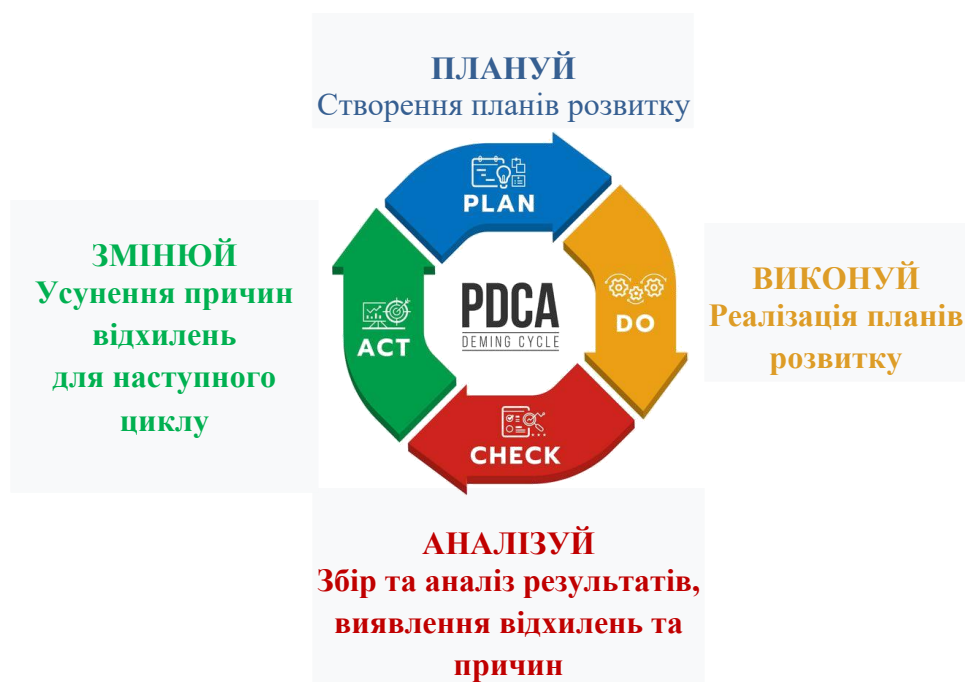 ПЛАНУЙ
Створення планів розвитку
PLAN
ЗМІНЮЙ
Усунення причин
відхилень
для наступного
циклу
ACT
PDCA
DEMING CYCLE
DO
ВИКОНУЙ
Реалізація планів
розвитку
CHECK
АНАЛІЗУЙ
Збір та аналіз результатів,
виявлення відхилень та
причин